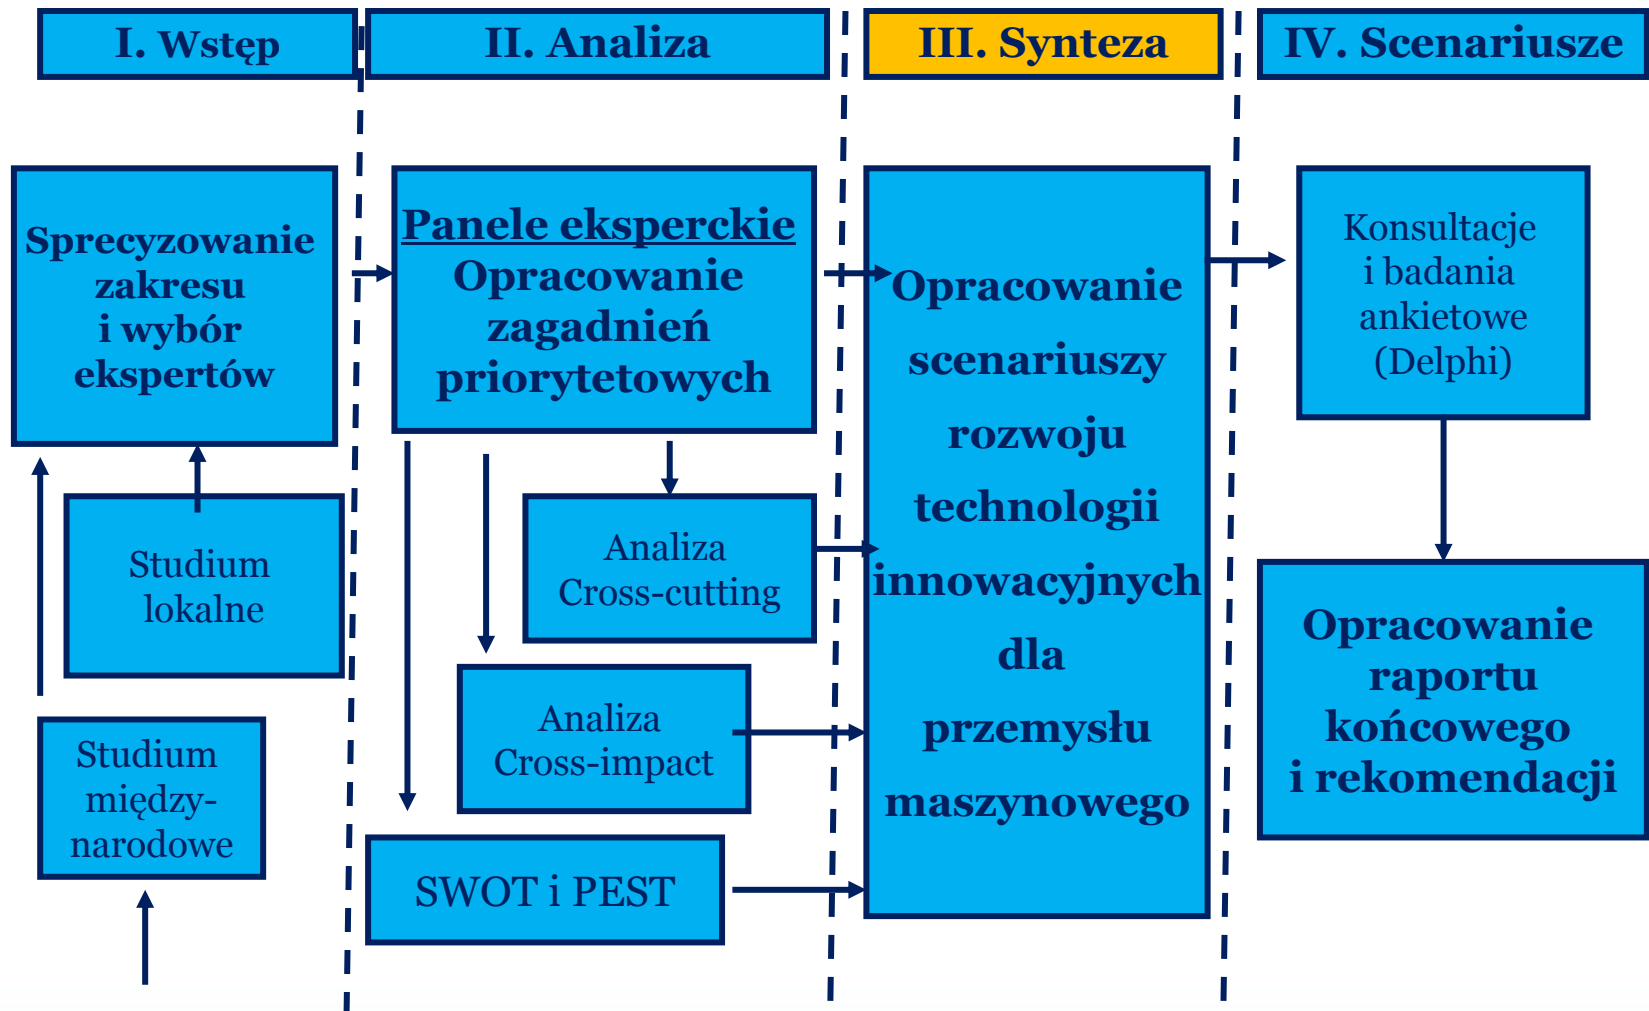 I. Wstęp
II. Analiza
III. Synteza
IV. Scenariusze
Sprecyzowanie
zakresu
i wybór
ekspertów
Studium
lokalne
Studium
między-
narodowe
Panele eksperckie
Opracowanie
zagadnień
priorytetowych
Analiza
Cross-cutting
Analiza
Cross-impact
SWOT i PEST
Opracowanie
scenariuszy
rozwoju
technologii
innowacyjnych
dla
przemysłu
maszynowego
Konsultacje
i badania
ankietowe
(Delphi)
Opracowanie
raportu
końcowego
i rekomendacji